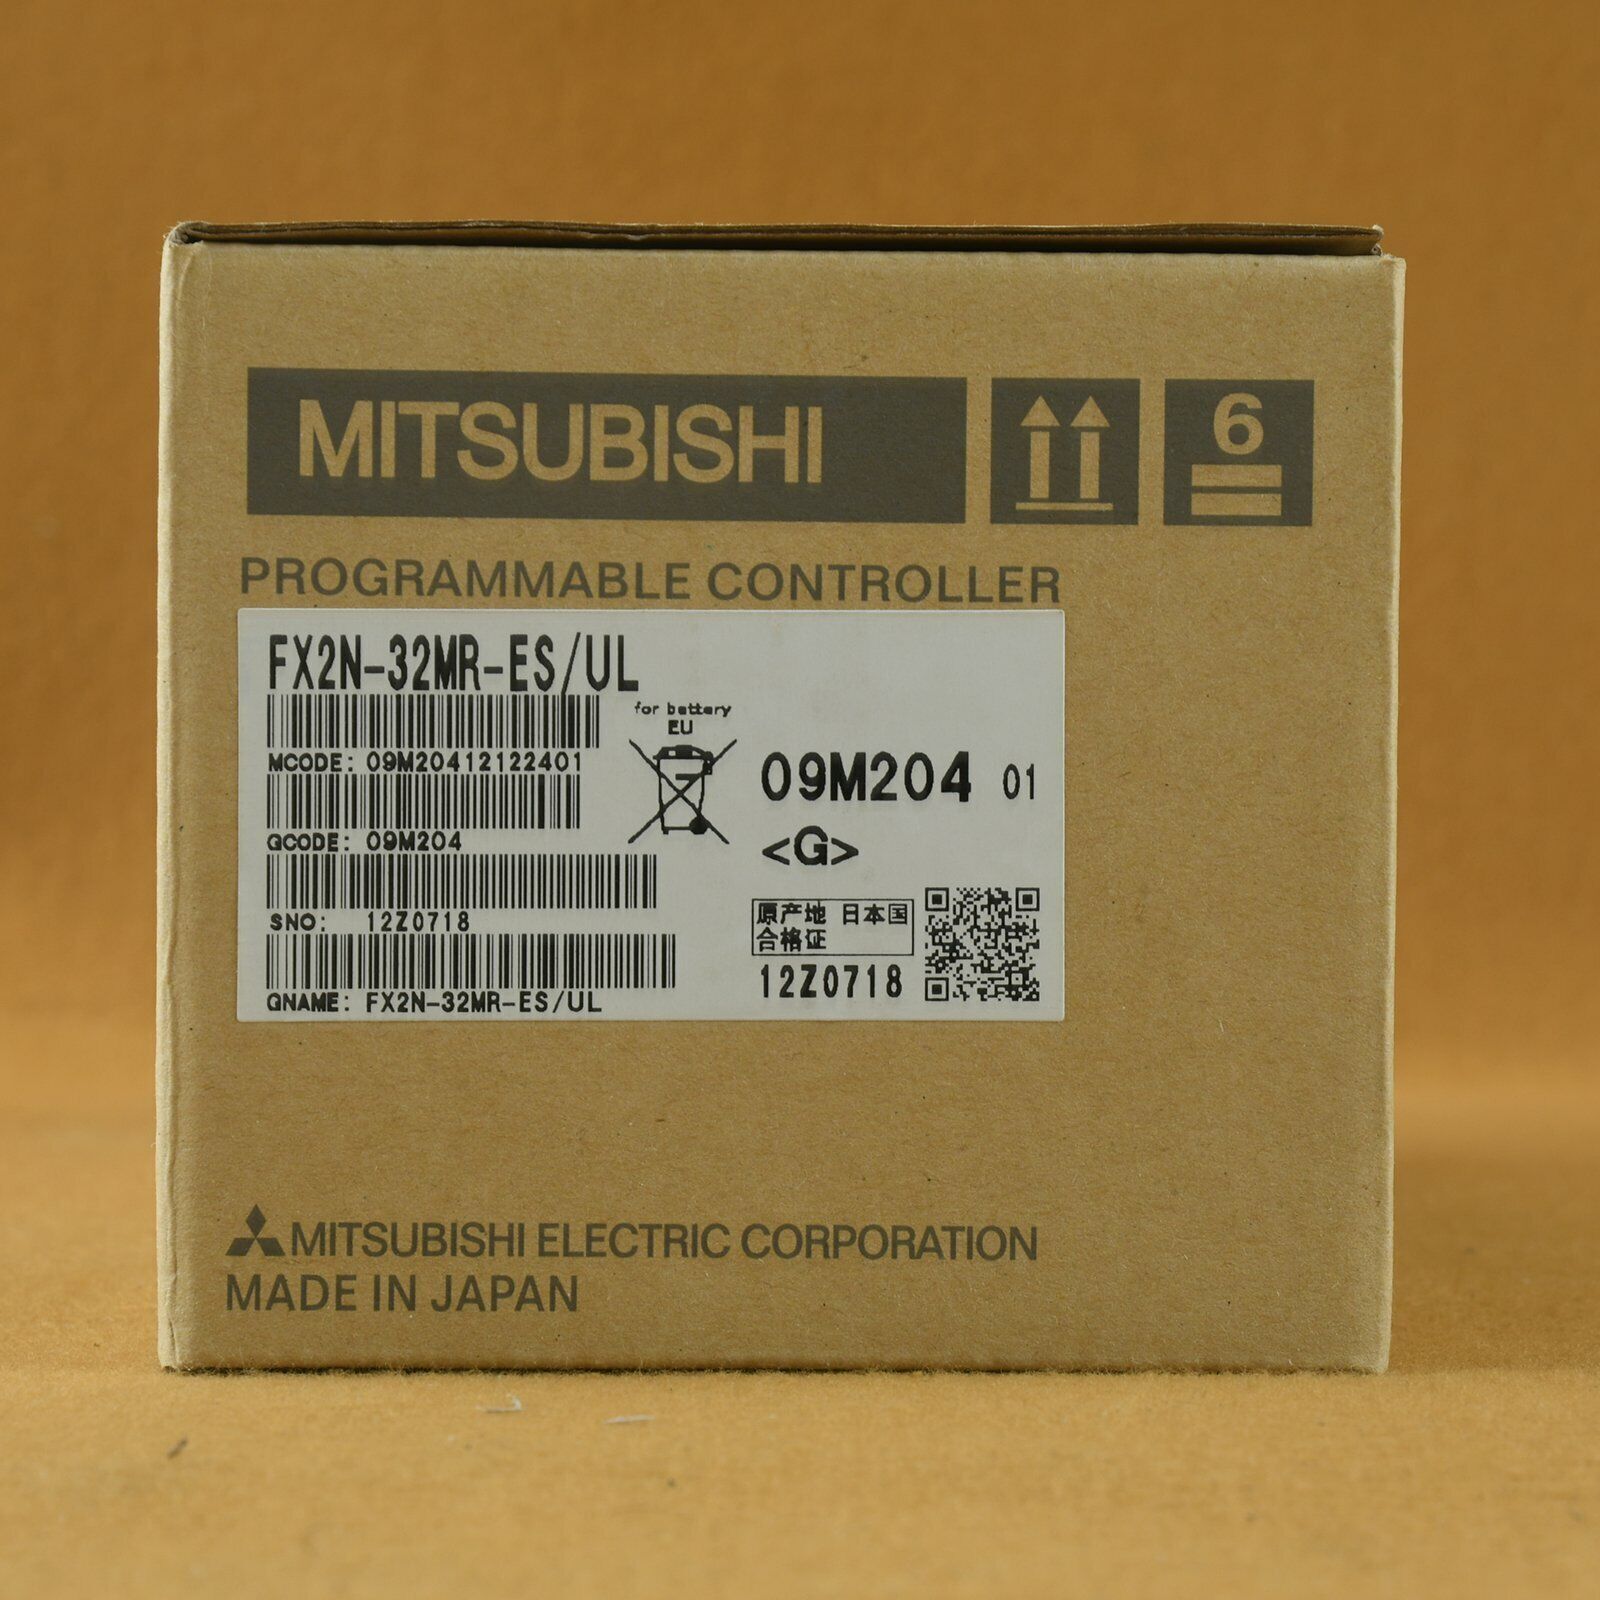 MITSUBISHI
6
PROGRAMMABLE CONTROLLER
FX2N-32MR-ES/UL
for battery
EU
MCODE: 09M20412122401
09M204 01
GCODE: 09M204
<G>
SNO: 12Z0718
原产地 日本国
合格证
12Z0718
GNAME: FX2N-32MR-ES/UL
MITSUBISHI ELECTRIC CORPORATION
MADE IN JAPAN